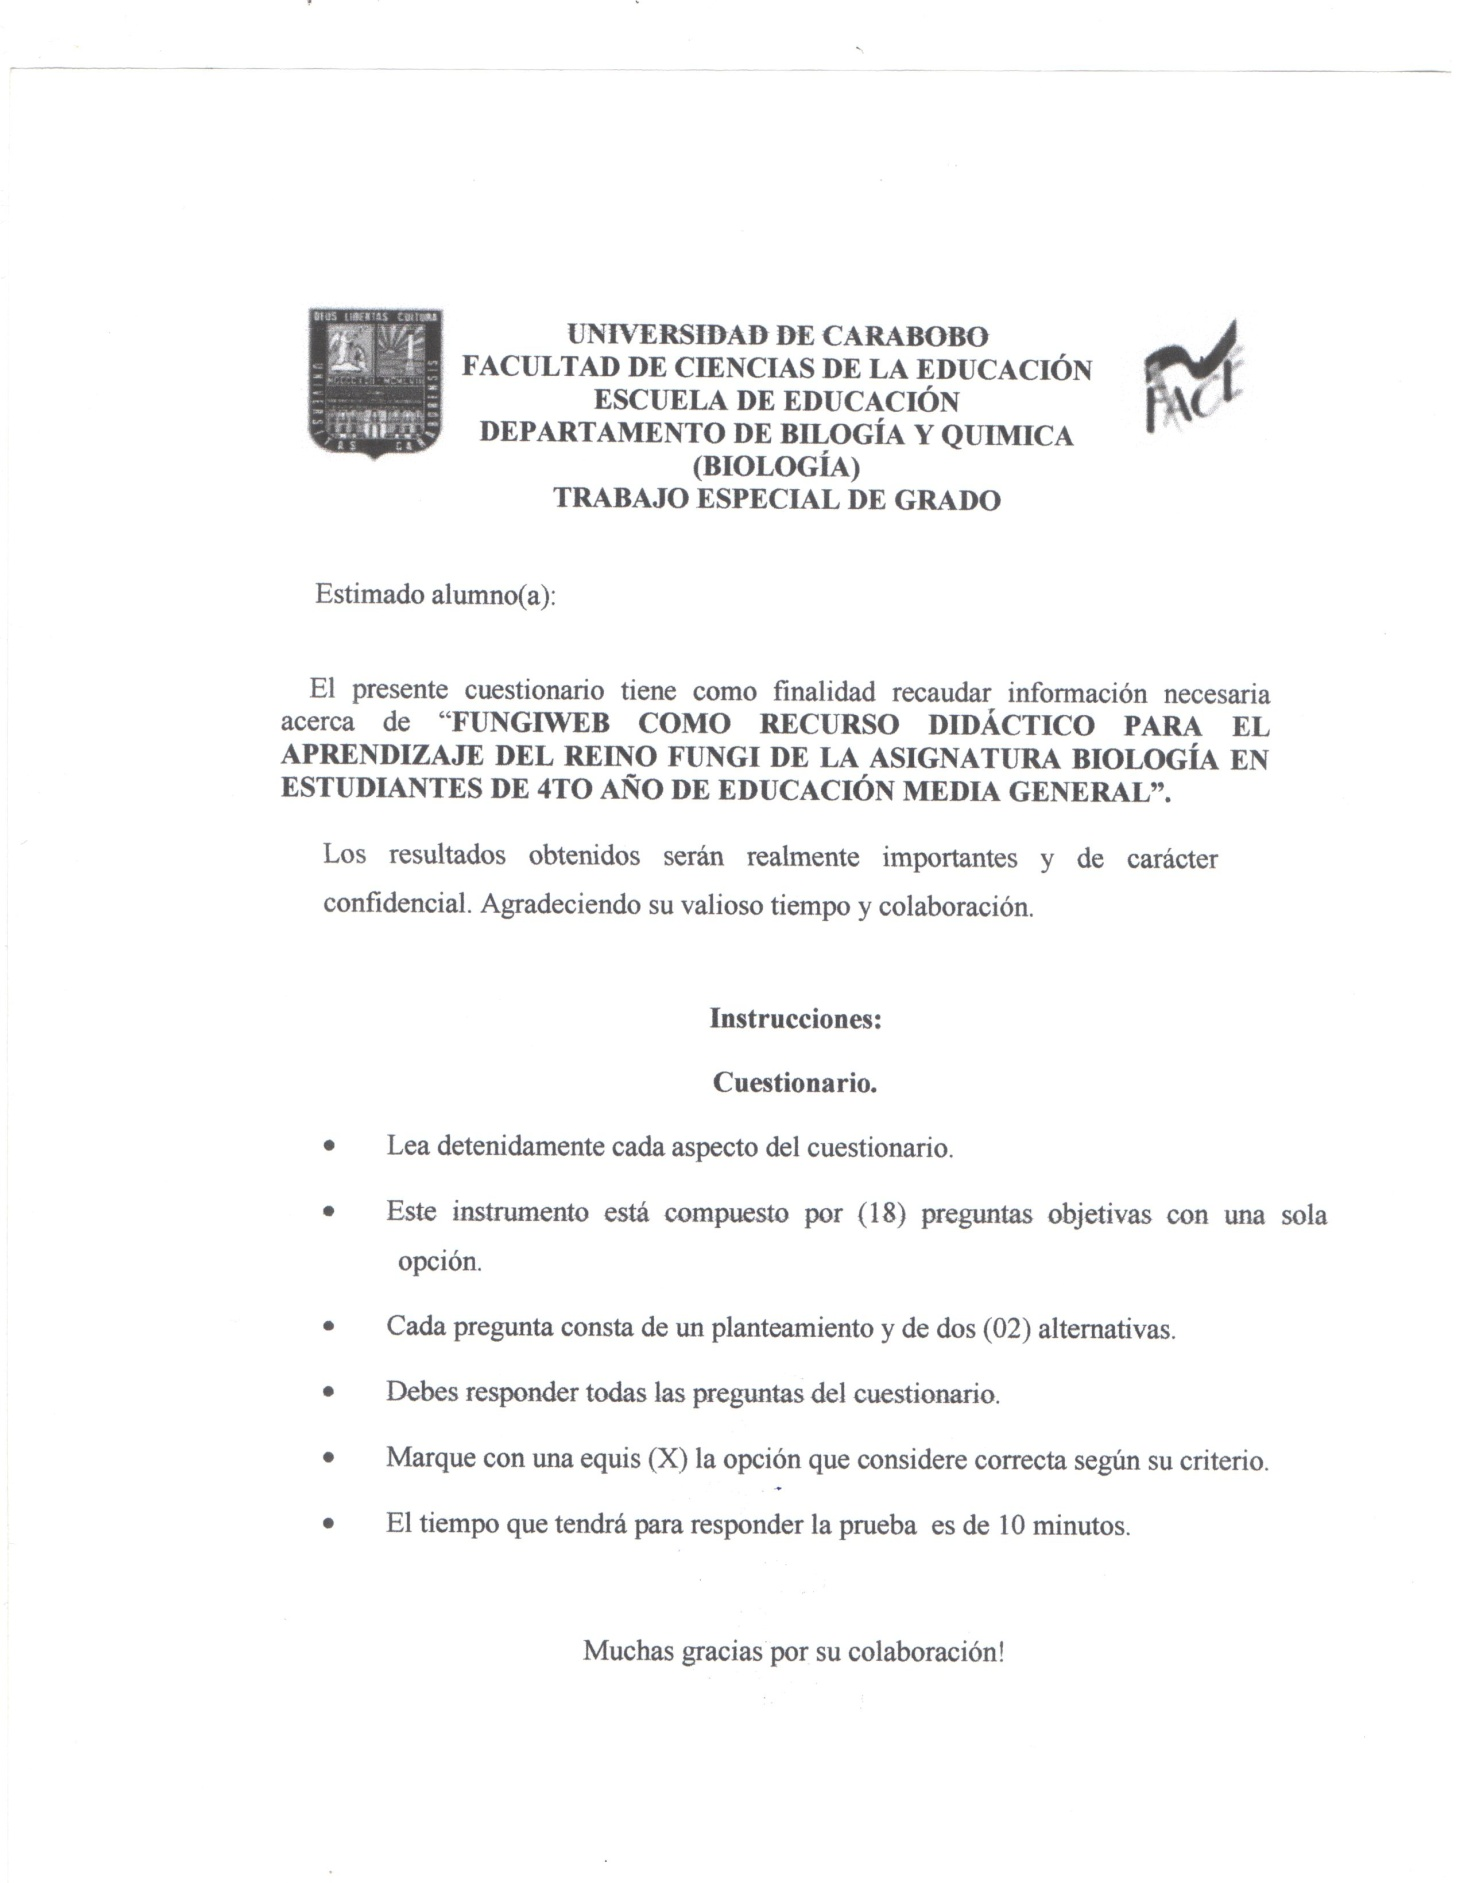 DEUS LIBERTAS CULTURA
UNIVERSITAS CARABOBENSIS
UNIVERSIDAD DE CARABOBO
FACULTAD DE CIENCIAS DE LA EDUCACIÓN
ESCUELA DE EDUCACIÓN
DEPARTAMENTO DE BILOGÍA Y QUIMICA
(BIOLOGÍA)
TRABAJO ESPECIAL DE GRADO
FACE
Estimado alumno(a):
El presente cuestionario tiene como finalidad recaudar información necesaria
acerca de “FUNGIWEB COMO RECURSO DIDÁCTICO PARA EL
APRENDIZAJE DEL REINO FUNGI DE LA ASIGNATURA BIOLOGÍA EN
ESTUDIANTES DE 4TO AÑO DE EDUCACIÓN MEDIA GENERAL”.
Los resultados obtenidos serán realmente importantes y de carácter
confidencial. Agradeciendo su valioso tiempo y colaboración.
Instrucciones:
Cuestionario.
• Lea detenidamente cada aspecto del cuestionario.
• Este instrumento está compuesto por (18) preguntas objetivas con una sola
opción.
• Cada pregunta consta de un planteamiento y de dos (02) alternativas.
• Debes responder todas las preguntas del cuestionario.
• Marque con una equis (X) la opción que considere correcta según su criterio.
• El tiempo que tendrá para responder la prueba es de 10 minutos.
Muchas gracias por su colaboración!